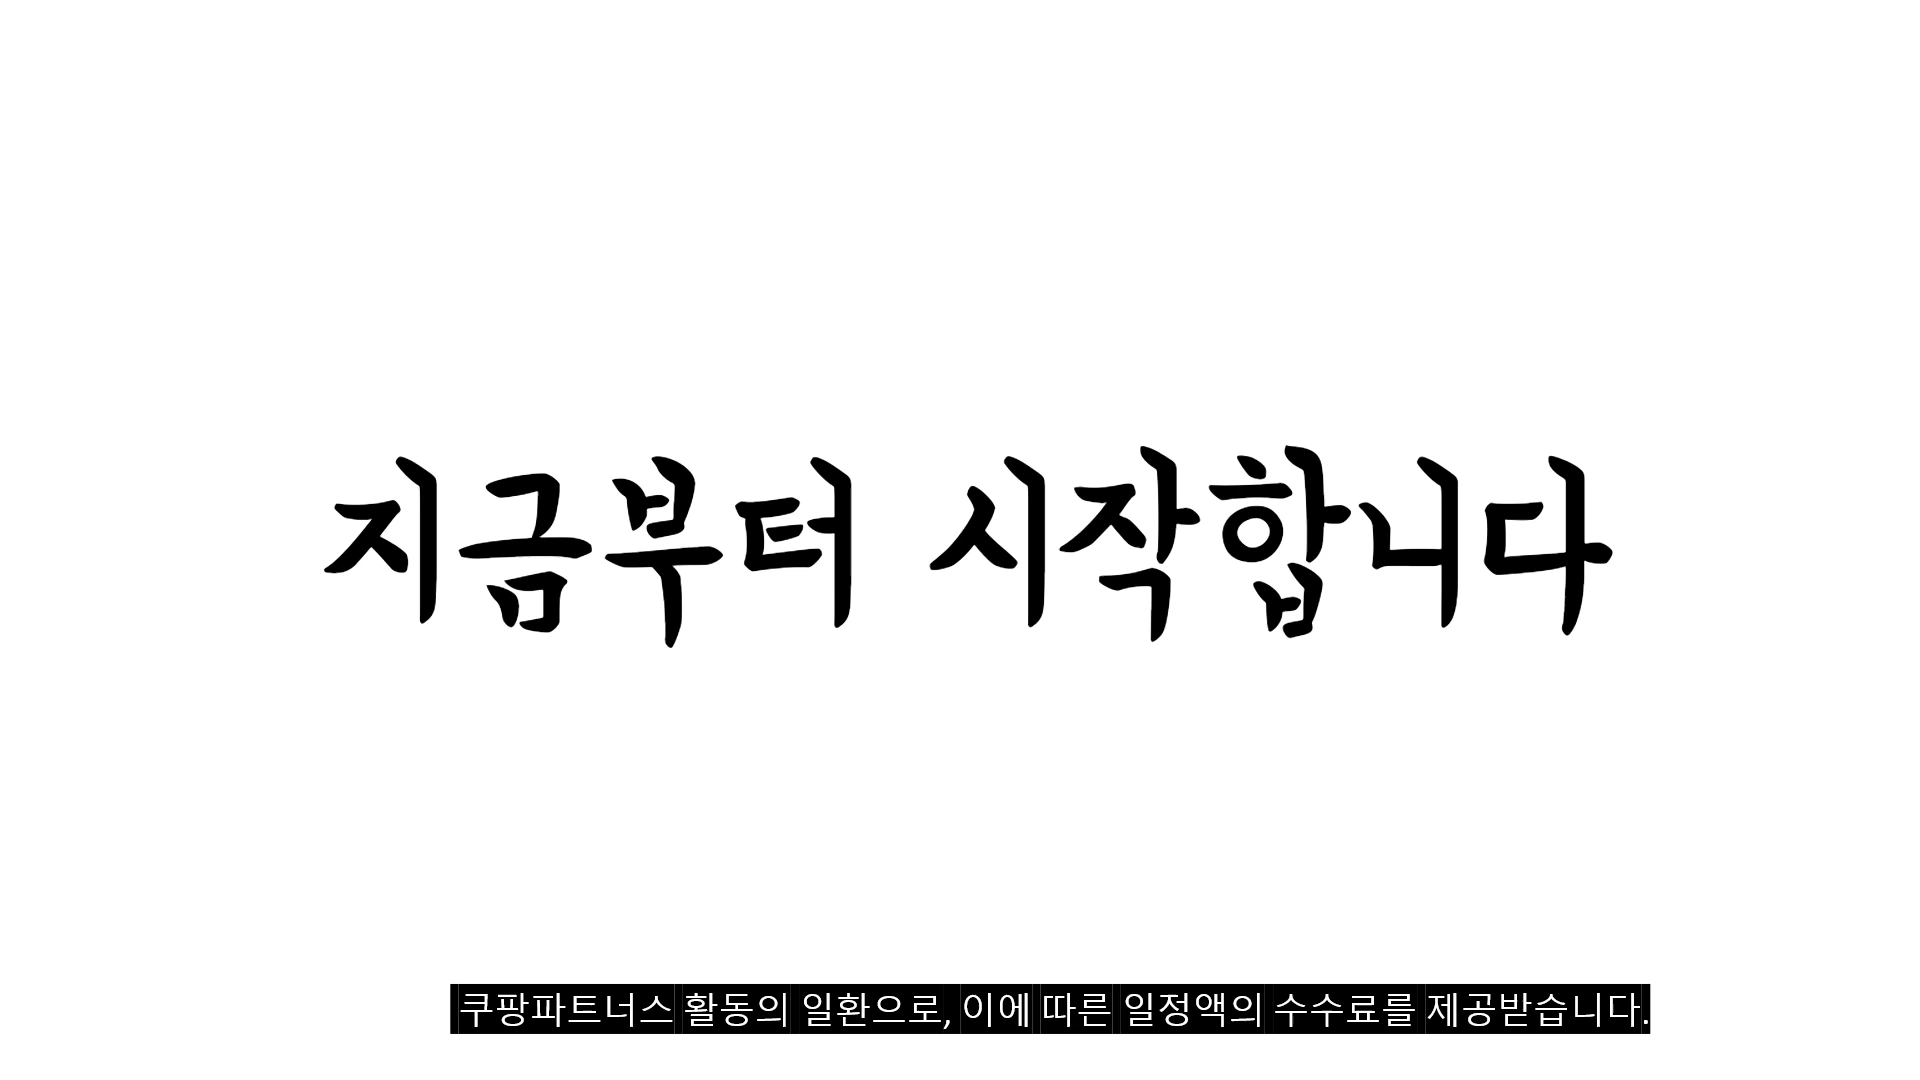 지금부터 시작합니다
쿠팡파트너스 활동의 일환으로, 이에 따른 일정액의 수수료를 제공받습니다.